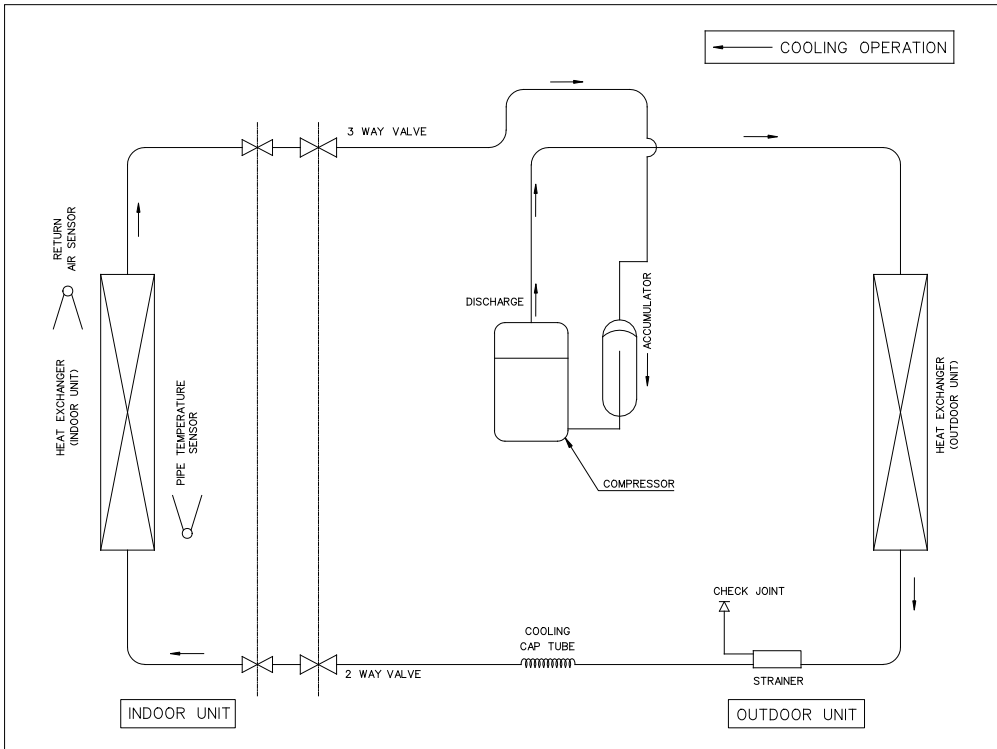 COOLING OPERATION
3 WAY VALVE
RETURN
AIR SENSOR
DISCHARGE
ACCUMULATOR
HEAT EXCHANGER
(INDOOR UNIT)
PIPE TEMPERATURE
SENSOR
HEAT EXCHANGER
(OUTDOOR UNIT)
COMPRESSOR
CHECK JOINT
COOLING
CAP TUBE
2 WAY VALVE
STRAINER
INDOOR UNIT
OUTDOOR UNIT